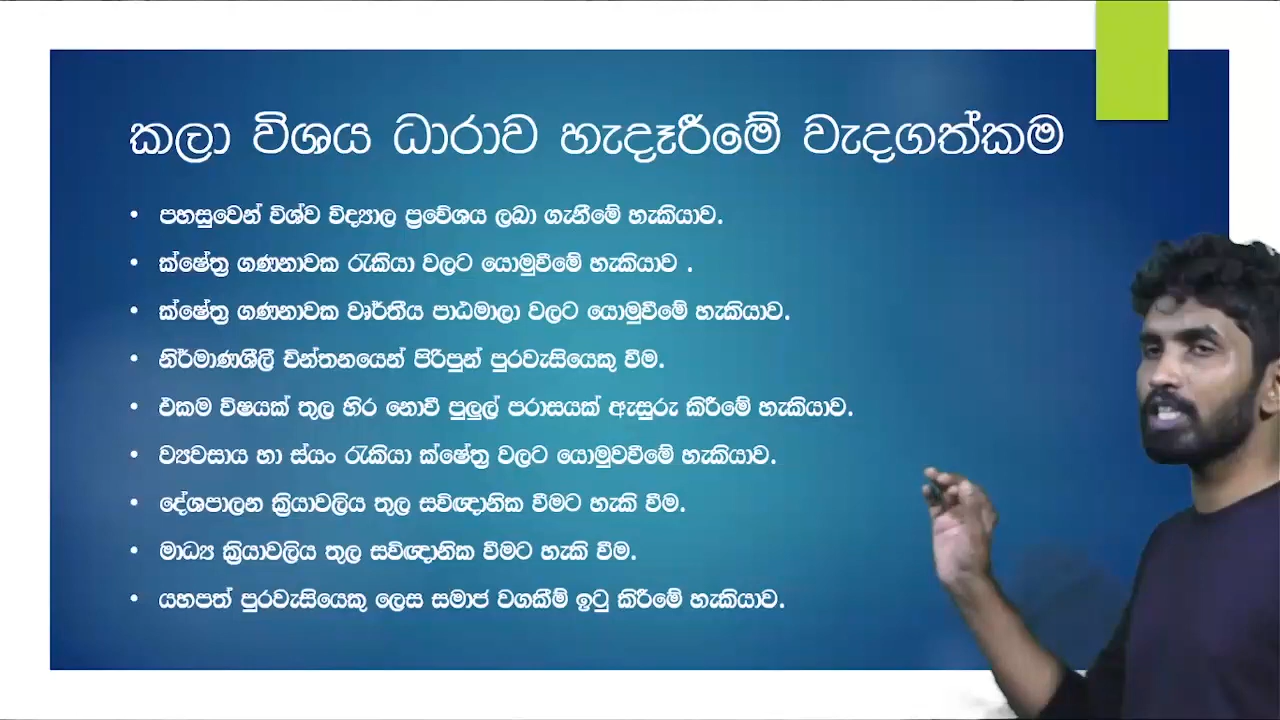 කලා විශය ධාරාව හැදෑරීමේ වැදගත්කම
• පහසුවෙන් විශ්ව විද්‍යාල ප්‍රවේශය ලබා ගැනීමේ හැකියාව.
• ක්ෂේත්‍ර ගණනාවක රැකියා වලට යොමුවීමේ හැකියාව .
• ක්ෂේත්‍ර ගණනාවක වෘර්තීය පාඨමාලා වලට යොමුවීමේ හැකියාව.
• නිර්මාණශීලී චින්තනයෙන් පිරිපුන් පුරවැසියෙකු වීම.
• එකම විෂයක් තුල හිර නොවී පුලුල් පරාසයක් ඇසුරු කිරීමේ හැකියාව.
• ව්‍යවසාය හා ස්යං රැකියා ක්ෂේත්‍ර වලට යොමුවවීමේ හැකියාව.
• දේශපාලන ක්‍රියාවලිය තුල සවිඥානික වීමට හැකි වීම.
• මාධ්‍ය ක්‍රියාවලිය තුල සවිඥානික වීමට හැකි වීම.
• යහපත් පුරවැසියෙකු ලෙස සමාජ වගකීම් ඉටු කිරීමේ හැකියාව.